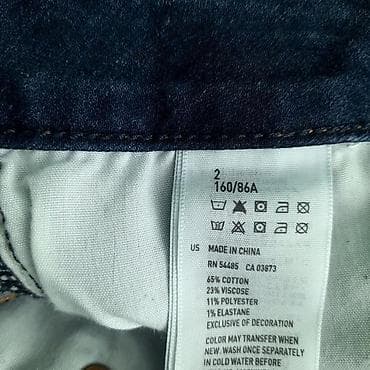 2
160/86A
US MADE IN CHINA
RN 54485 CA 03873
65% COTTON
23% VISCOSE
11% POLYESTER
1% ELASTANE
EXCLUSIVE OF DECORATION
COLOR MAY TRANSFER WHEN
NEW. WASH ONCE SEPARATELY
IN COLD WATER BEFORE